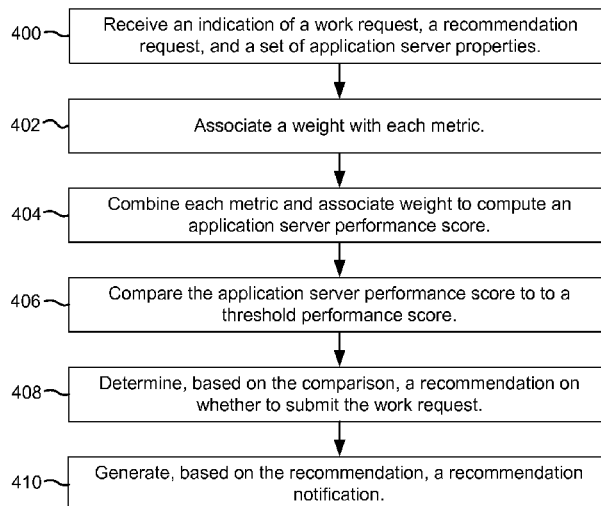 400
Receive an indication of a work request, a recommendation
request, and a set of application server properties.
402
Associate a weight with each metric.
404
Combine each metric and associate weight to compute an
application server performance score.
406
Compare the application server performance score to to a
threshold performance score.
408
Determine, based on the comparison, a recommendation on
whether to submit the work request.
410
Generate, based on the recommendation, a recommendation
notification.